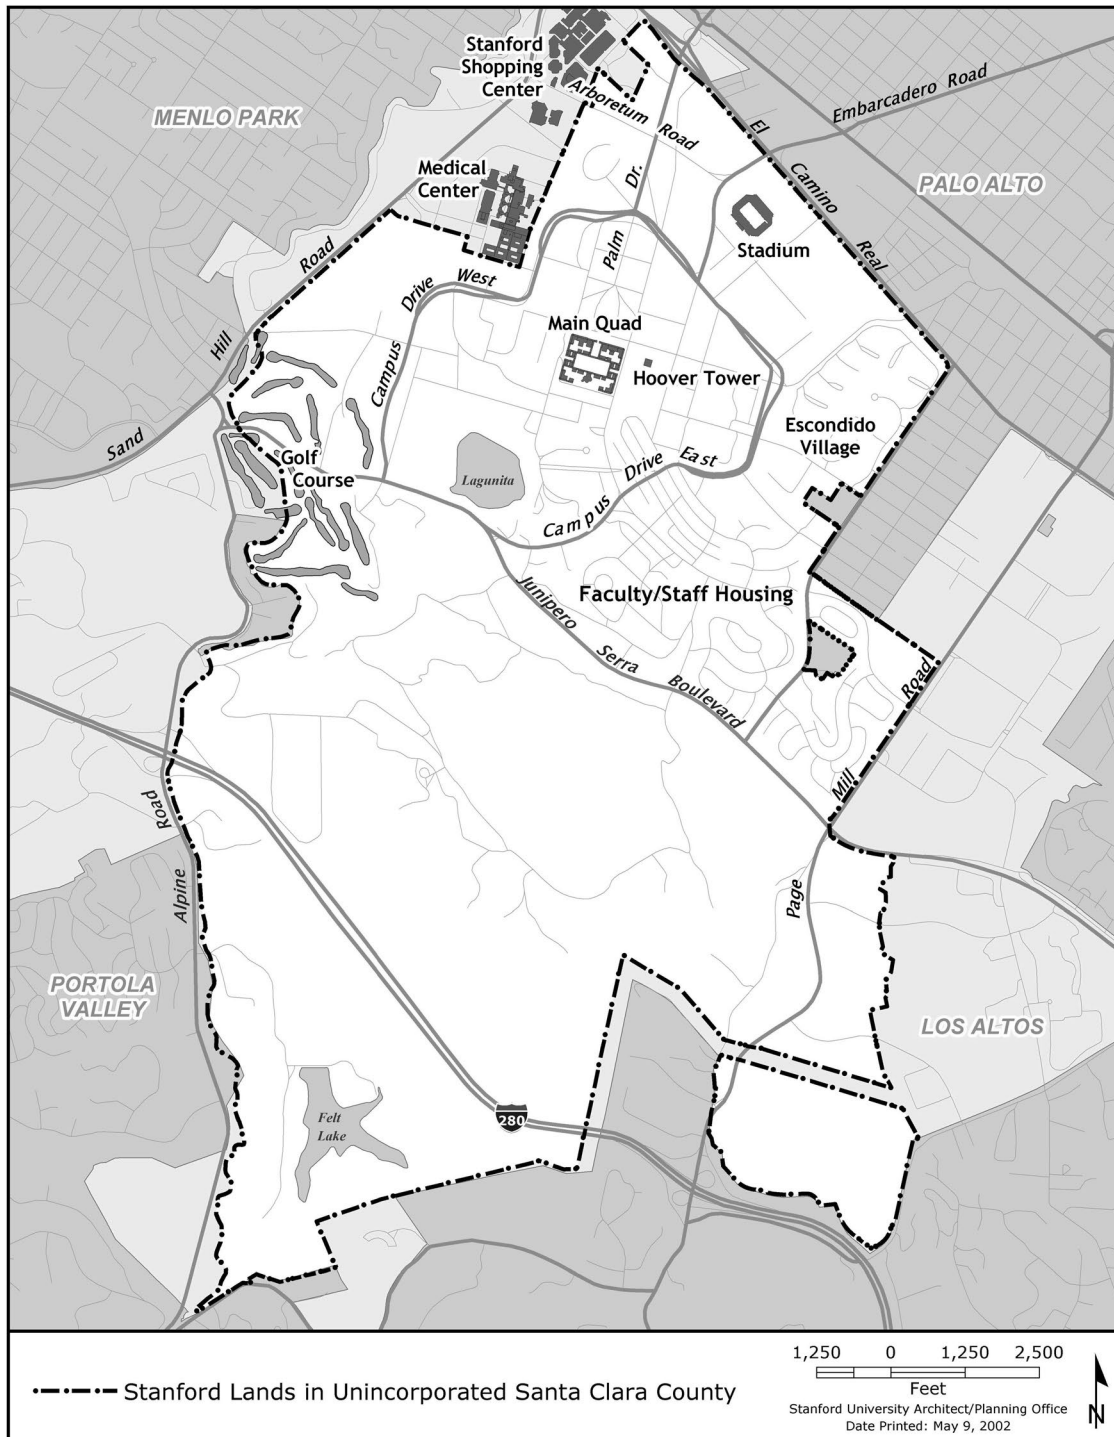 Stanford
Shopping
Center
Arboretum Road
El Camino Real
Embarcadero Road
MENLO PARK
Medical
Center
Palm Dr.
PALO ALTO
Stadium
Sand Hill Road
Campus Drive West
Main Quad
Hoover Tower
Escondido
Village
Golf
Course
Lagunita
Campus Drive East
Junipero Serra Boulevard
Faculty/Staff Housing
Page Mill Road
Alpine Road
PORTOLA
VALLEY
LOS ALTOS
Felt
Lake
280
Stanford Lands in Unincorporated Santa Clara County
1,250 0 1,250 2,500
Feet
Stanford University Architect/Planning Office
Date Printed: May 9, 2002
N